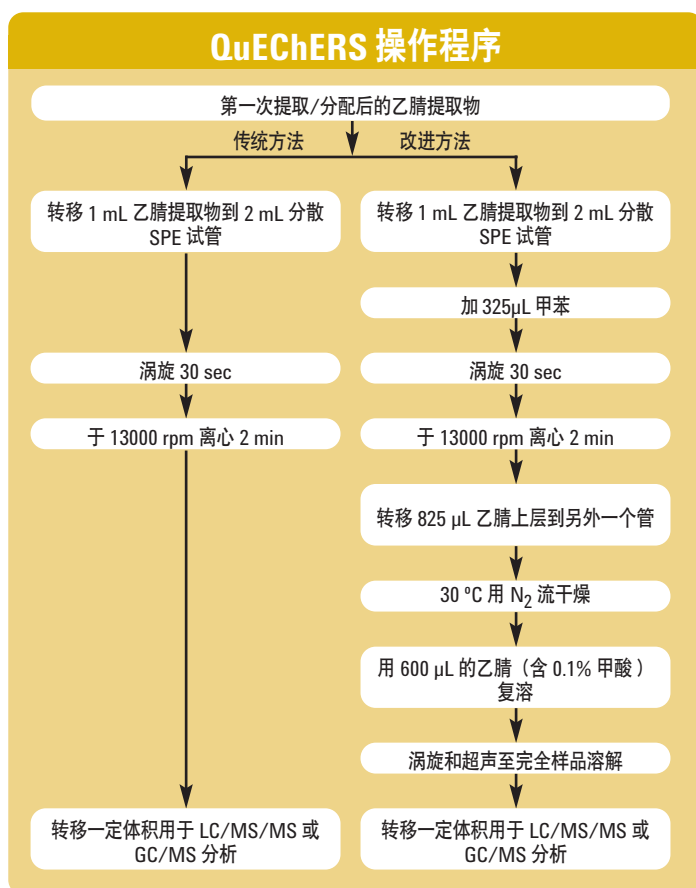 QuEChERS 操作程序
第一次提取/分配后的乙腈提取物
传统方法
改进方法
转移 1 mL 乙腈提取物到 2 mL 分散
SPE 试管
转移 1 mL 乙腈提取物到 2 mL 分散
SPE 试管
加 325µL 甲苯
涡旋 30 sec
涡旋 30 sec
于 13000 rpm 离心 2 min
于 13000 rpm 离心 2 min
转移 825 µL 乙腈上层到另外一个管
30 ºC 用 N2 流干燥
用 600 µL 的乙腈（含 0.1% 甲酸）
复溶
涡旋和超声至完全样品溶解
转移一定体积用于 LC/MS/MS 或
GC/MS 分析
转移一定体积用于 LC/MS/MS 或
GC/MS 分析